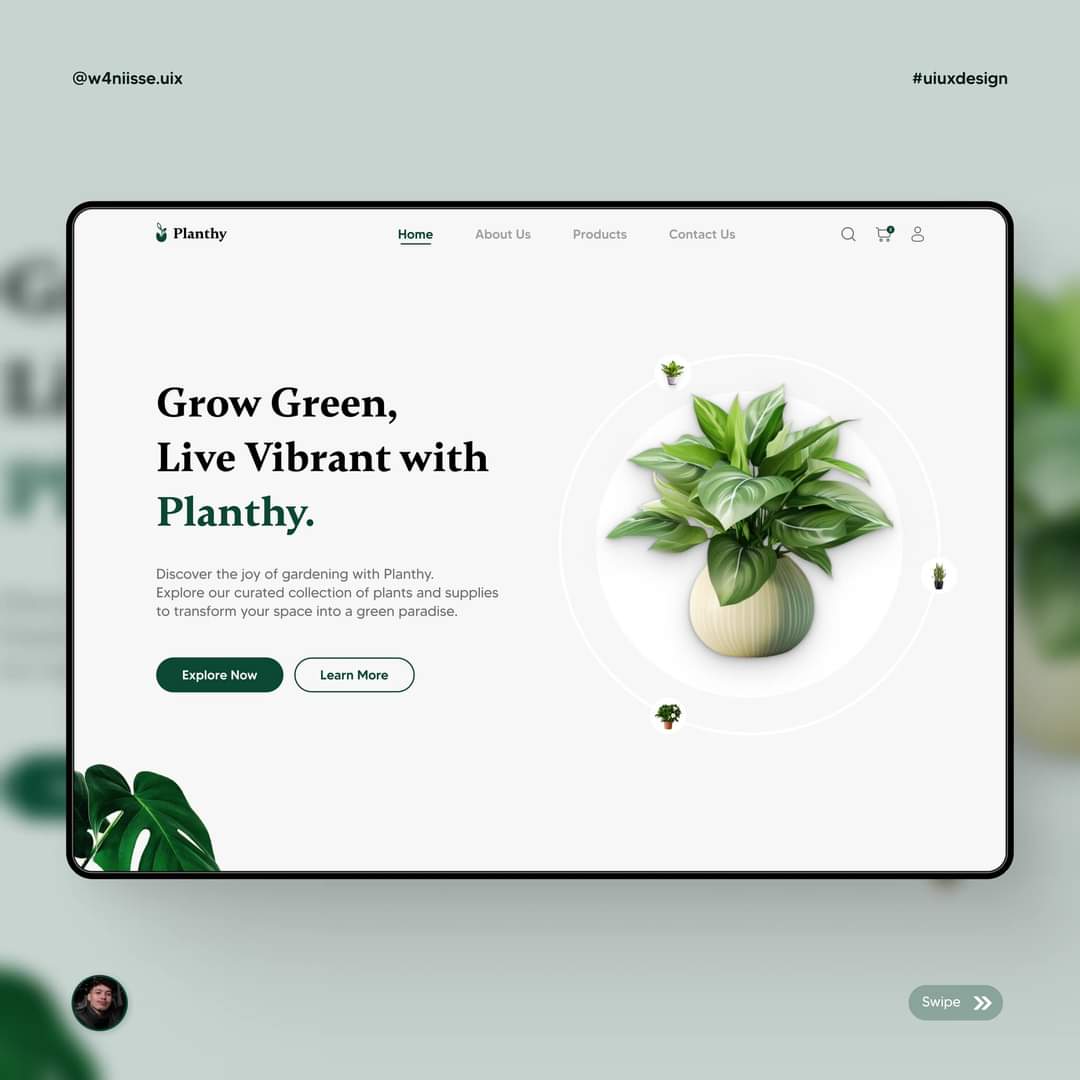 @w4niisse.uix
#uiuxdesign
Planthy
Home
About Us
Products
Contact Us
Grow Green,
Live Vibrant with
Planthy.
Discover the joy of gardening with Planthy.
Explore our curated collection of plants and supplies
to transform your space into a green paradise.
Explore Now
Learn More
Swipe